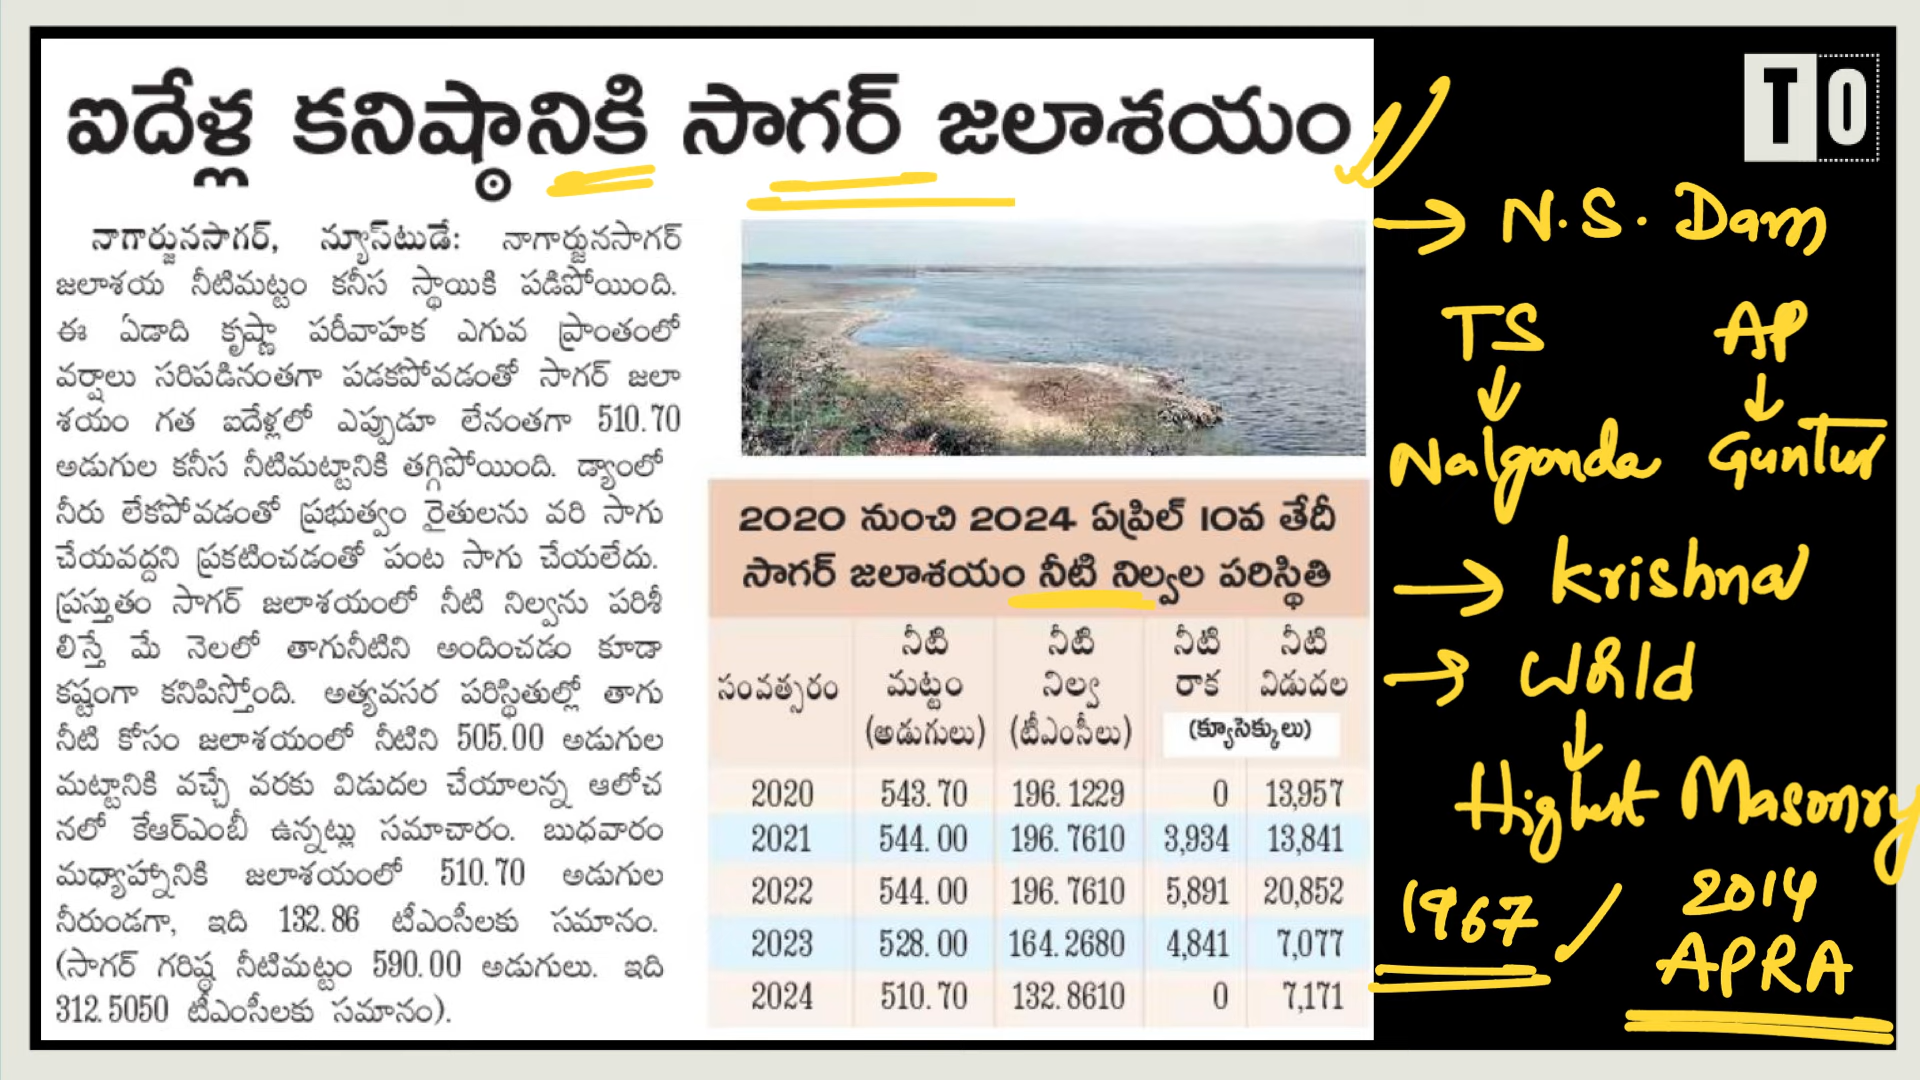 ఐదేళ్ల కనిష్ఠానికి సాగర్ జలాశయం
నాగార్జునసాగర్, న్యూస్‌టుడే: నాగార్జునసాగర్
జలాశయ నీటిమట్టం కనీస స్థాయికి పడిపోయింది.
ఈ ఏడాది కృష్ణా పరీవాహక ఎగువ ప్రాంతంలో
వర్షాలు సరిపడినంతగా పడకపోవడంతో సాగర్ జలా
శయం గత ఐదేళ్లలో ఎప్పుడూ లేనంతగా 510.70
అడుగుల కనీస నీటిమట్టానికి తగ్గిపోయింది. డ్యాంలో
నీరు లేకపోవడంతో ప్రభుత్వం రైతులను వరి సాగు
చేయవద్దని ప్రకటించడంతో పంట సాగు చేయలేదు.
ప్రస్తుతం సాగర్ జలాశయంలో నీటి నిల్వను పరిశీ
లిస్తే మే నెలలో తాగునీటిని అందించడం కూడా
కష్టంగా కనిపిస్తోంది. అత్యవసర పరిస్థితుల్లో తాగు
నీటి కోసం జలాశయంలో నీటిని 505.00 అడుగుల
మట్టానికి వచ్చే వరకు విడుదల చేయాలన్న ఆలోచ
నలో కేఆర్ఎంబీ ఉన్నట్లు సమాచారం. బుధవారం
మధ్యాహ్నానికి జలాశయంలో 510.70 అడుగుల
నీరుండగా, ఇది 132.86 టీఎంసీలకు సమానం.
(సాగర్ గరిష్ఠ నీటిమట్టం 590.00 అడుగులు. ఇది
312.5050 టీఎంసీలకు సమానం).
2020 నుంచి 2024 ఏప్రిల్ 10వ తేదీ
సాగర్ జలాశయం నీటి నిల్వల పరిస్థితి
సంవత్సరం నీటి మట్టం (అడుగులు) నీటి నిల్వ (టీఎంసీలు) నీటి రాక నీటి విడుదల (క్యూసెక్కులు)
2020 543.70 196.1229 0 13,957
2021 544.00 196.7610 3,934 13,841
2022 544.00 196.7610 5,891 20,852
2023 528.00 164.2680 4,841 7,077
2024 510.70 132.8610 0 7,171
TO
→ N.S. Dam
TS AP
Nalgonda Guntur
→ Krishna
→ World
Highest Masonry
1967 2014
APRA